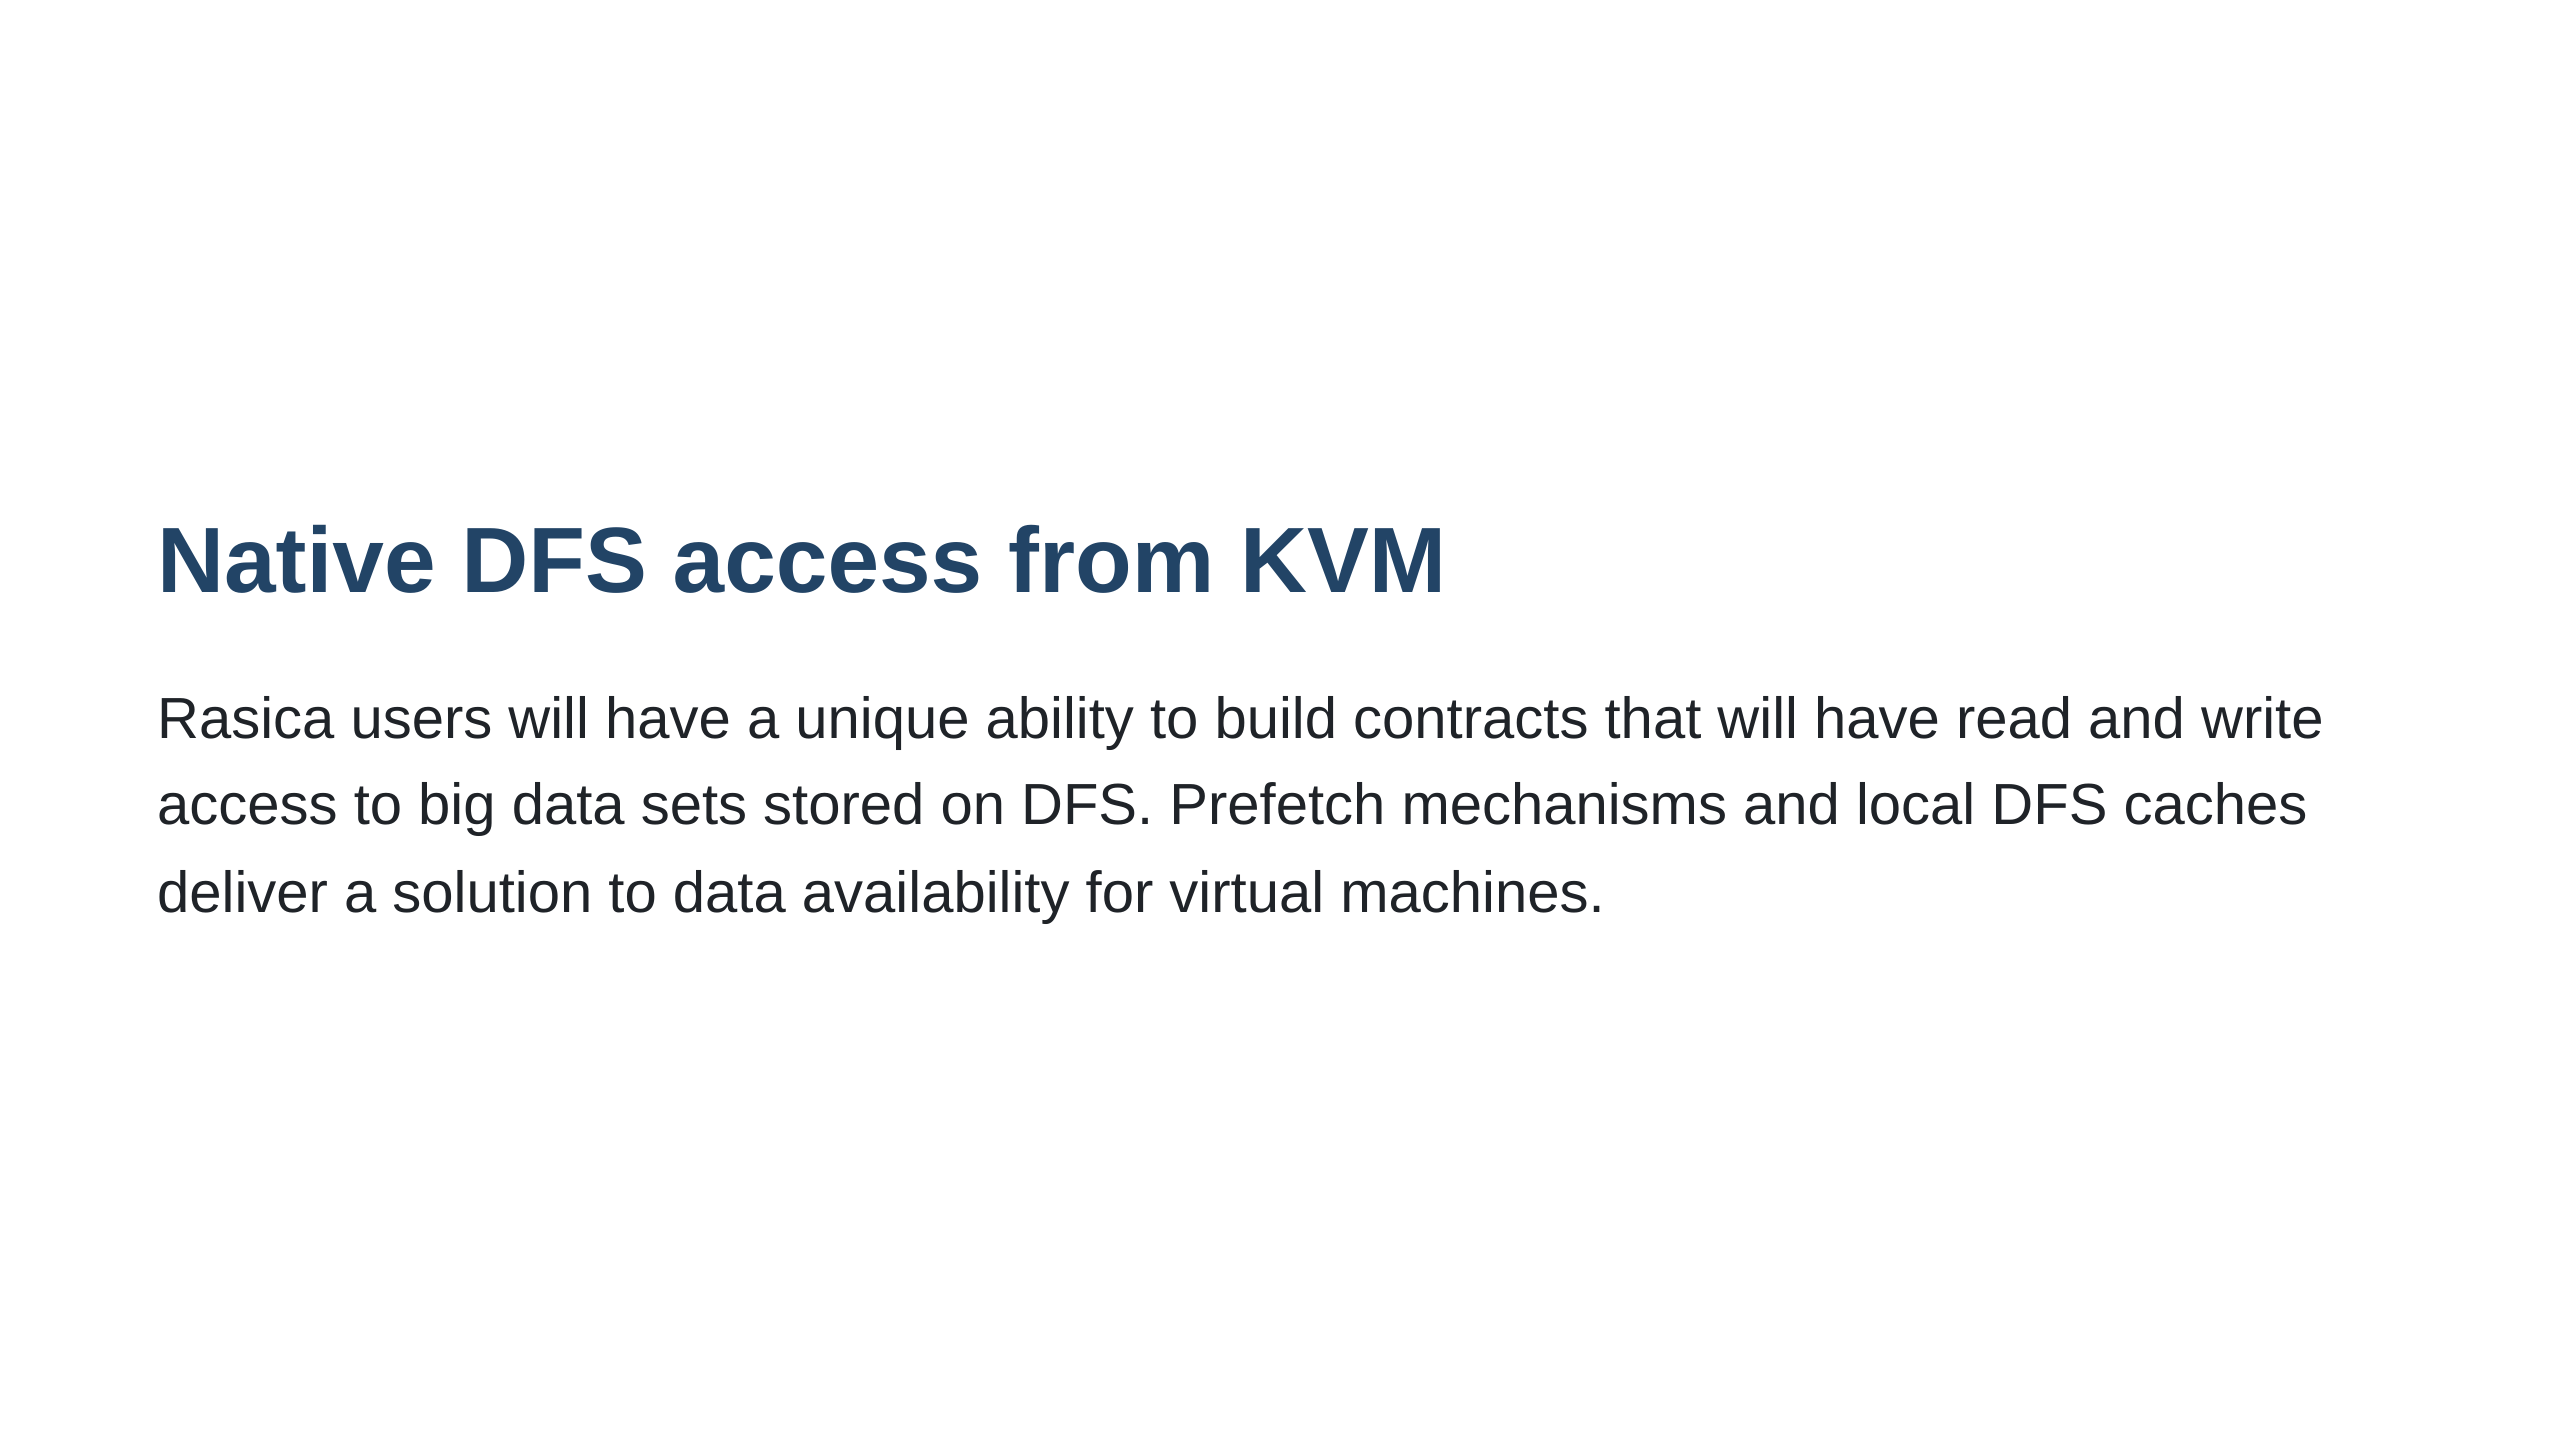 Native DFS access from KVM
Rasica users will have a unique ability to build contracts that will have read and write
access to big data sets stored on DFS. Prefetch mechanisms and local DFS caches
deliver a solution to data availability for virtual machines.